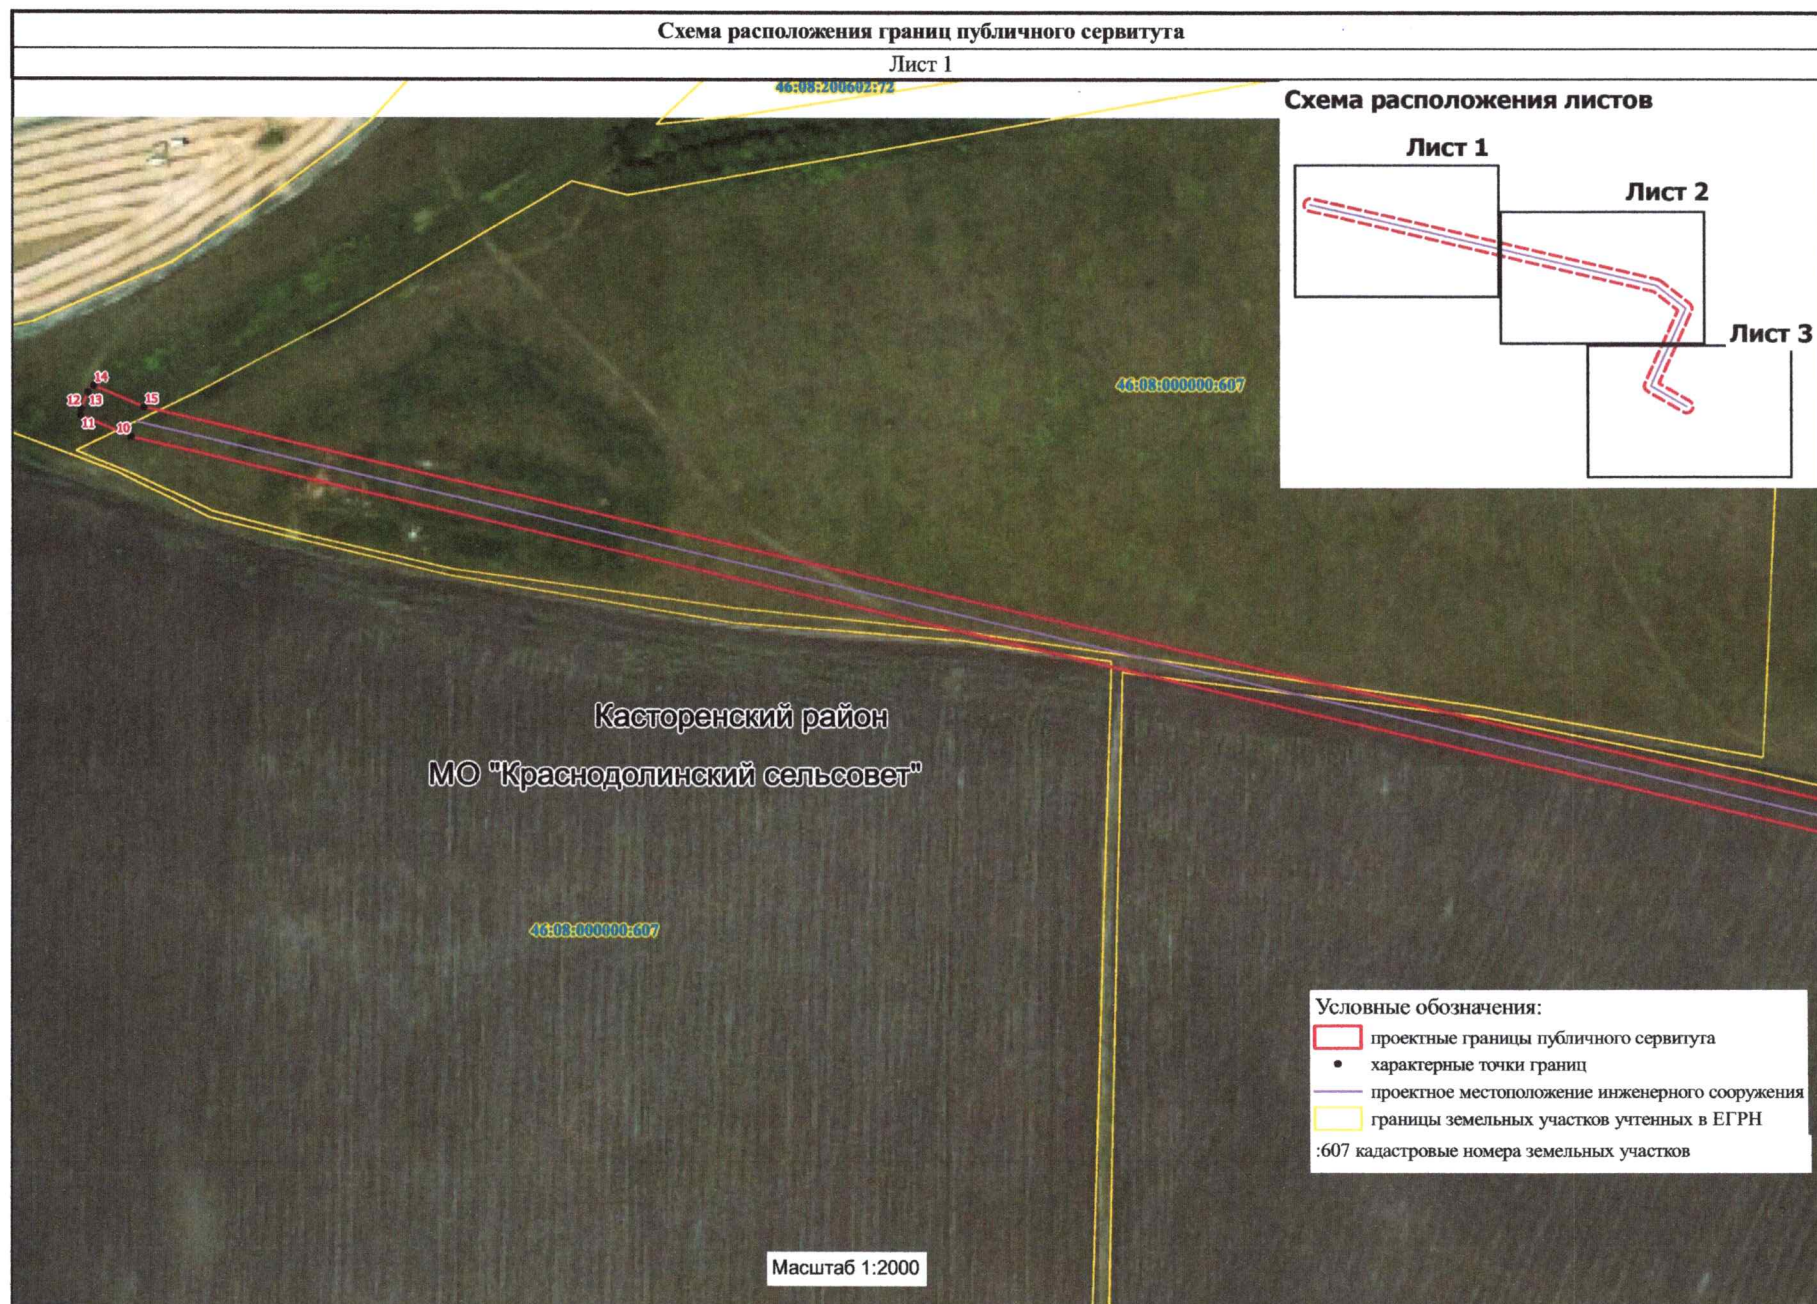 Схема расположения границ публичного сервитута
Лист 1
46:08:200602:72
Схема расположения листов
Лист 1
Лист 2
Лист 3
46:08:000000:607
14
12 13
15
11
10
Касторенский район
МО "Краснодолинский сельсовет"
46:08:000000:607
Условные обозначения:
проектные границы публичного сервитута
характерные точки границ
проектное местоположение инженерного сооружения
границы земельных участков учтенных в ЕГРН
:607 кадастровые номера земельных участков
Масштаб 1:2000